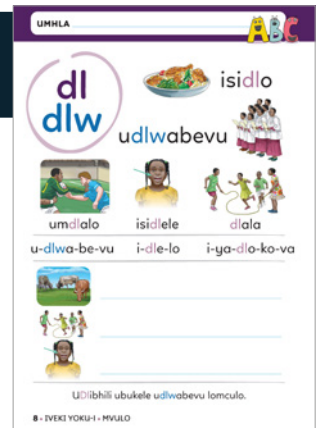 UMHLA
ABC
dl
dlw
isidlo
udlwabevu
umdlalo isidlele dlala
u-dlwa-be-vu i-dle-lo i-ya-dlo-ko-va
UDlibhili ubukele udlwabevu lomculo.
8 • IVEKI YOKU-1 • MVULO